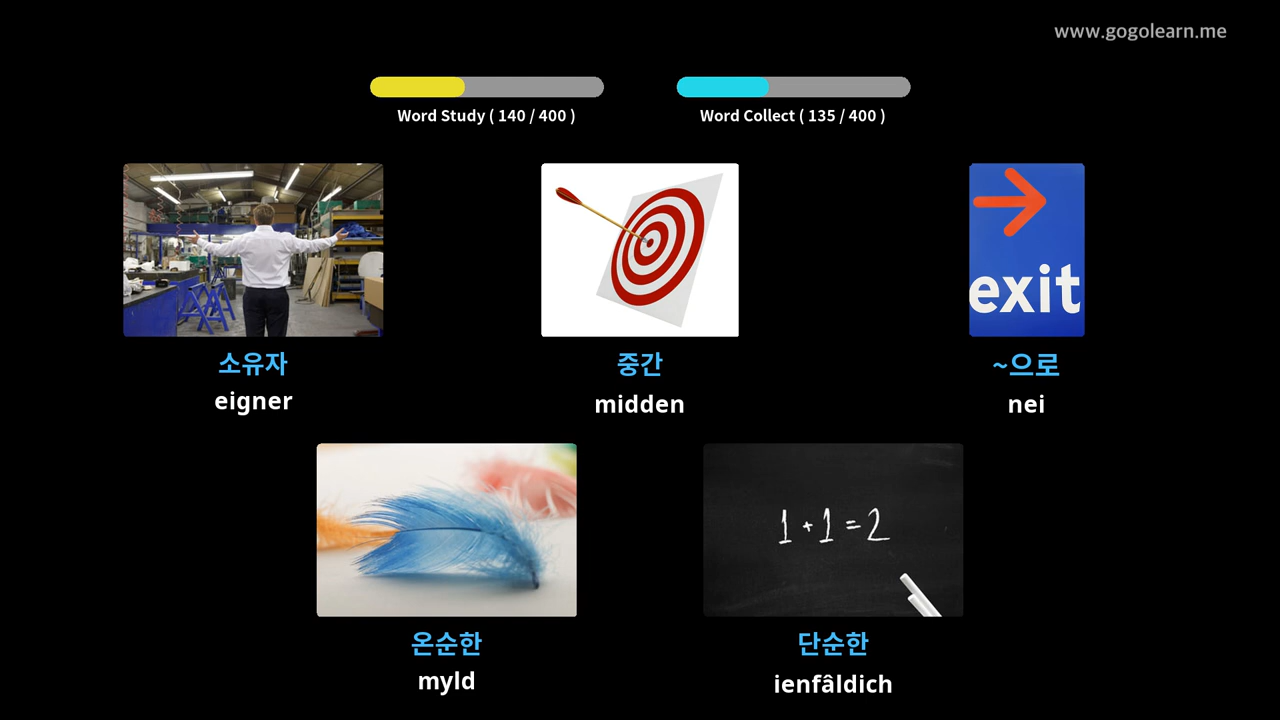 www.gogolearn.me
Word Study ( 140 / 400 )
Word Collect ( 135 / 400 )
exit
소유자
eigner
중간
midden
~으로
nei
1 + 1 = 2
온순한
myld
단순한
ienfâldich